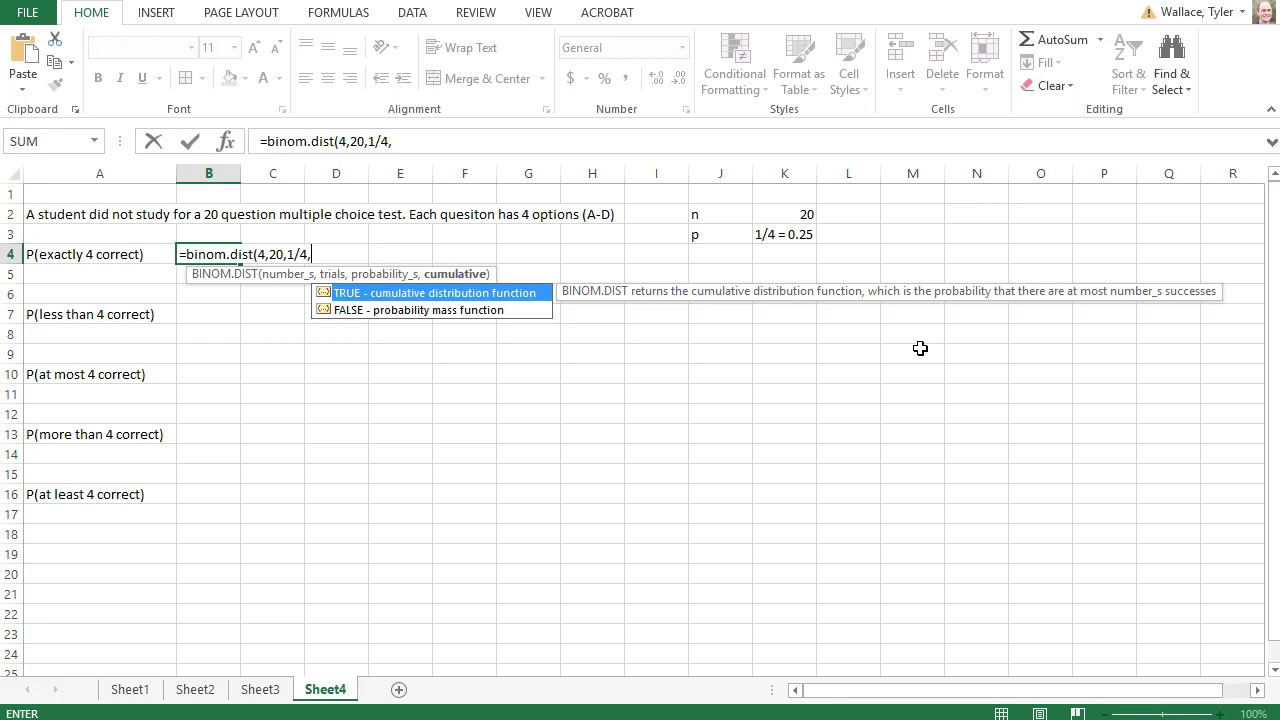 FILE HOME INSERT PAGE LAYOUT FORMULAS DATA REVIEW VIEW ACROBAT Wallace, Tyler
Paste
11
B I U A A A
Wrap Text
Merge & Center
General
$ % ,
Conditional Formatting
Format as Table
Cell Styles
Insert Delete Format
AutoSum
Fill
Clear
Sort & Filter
Find & Select
Clipboard Font Alignment Number Styles Cells Editing
SUM fx =binom.dist(4,20,1/4,
A B C D E F G H I J K L M N O P Q R
1
2 A student did not study for a 20 question multiple choice test. Each quesiton has 4 options (A-D) n 20
3 p 1/4 = 0.25
4 P(exactly 4 correct) =binom.dist(4,20,1/4,
5 BINOM.DIST(number_s, trials, probability_s, cumulative)
6 TRUE - cumulative distribution function BINOM.DIST returns the cumulative distribution function, which is the probability that there are at most number_s successes
FALSE - probability mass function
7 P(less than 4 correct)
8
9
10 P(at most 4 correct)
11
12
13 P(more than 4 correct)
14
15
16 P(at least 4 correct)
17
18
19
20
21
22
23
24
25
Sheet1 Sheet2 Sheet3 Sheet4
ENTER 100%